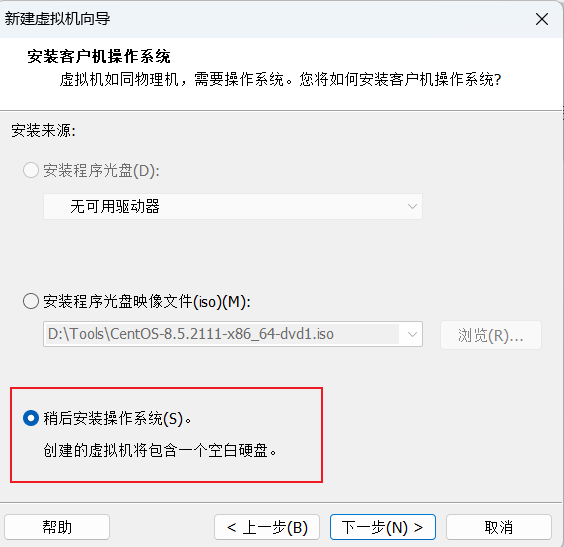 新建虚拟机向导
安装客户机操作系统
虚拟机如同物理机，需要操作系统。您将如何安装客户机操作系统?
安装来源:
安装程序光盘(D):
无可用驱动器
安装程序光盘映像文件(iso)(M):
D:\Tools\CentOS-8.5.2111-x86_64-dvd1.iso
浏览(R)...
稍后安装操作系统(S)。
创建的虚拟机将包含一个空白硬盘。
帮助
< 上一步(B)
下一步(N) >
取消